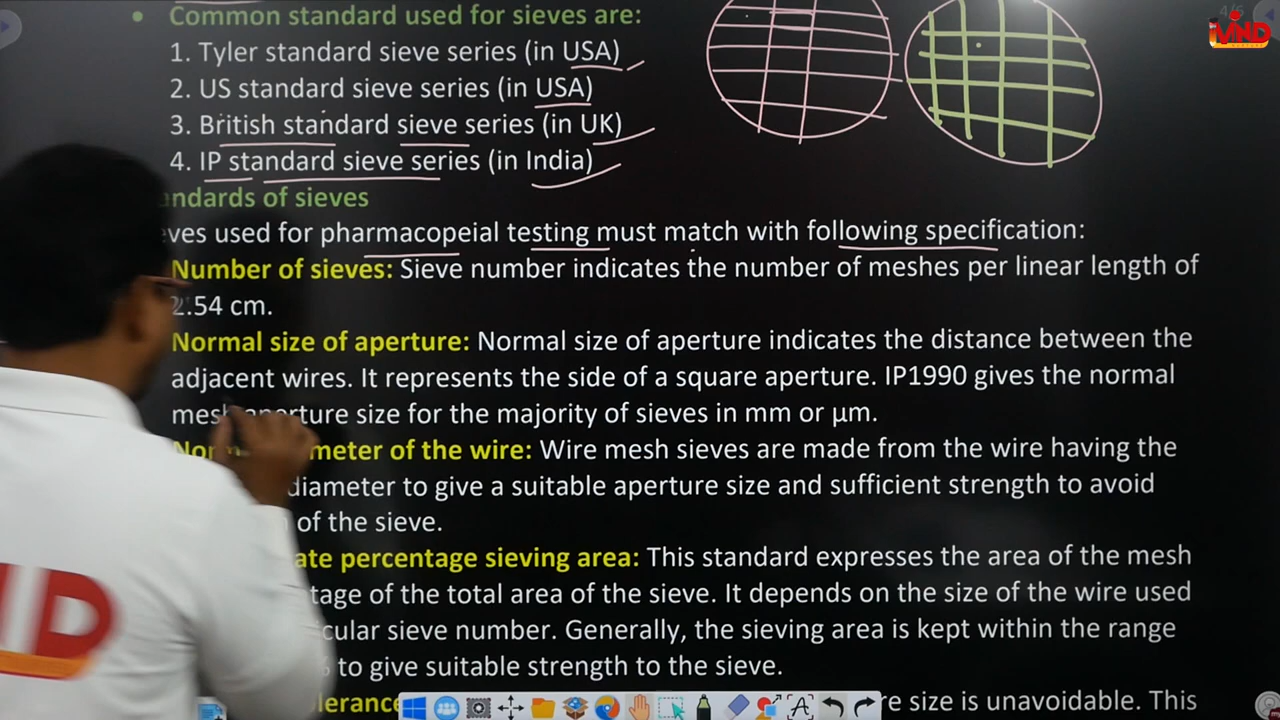 • Common standard used for sieves are:
1. Tyler standard sieve series (in USA)
2. US standard sieve series (in USA)
3. British standard sieve series (in UK)
4. IP standard sieve series (in India)
andards of sieves
eves used for pharmacopeial testing must match with following specification:
Number of sieves: Sieve number indicates the number of meshes per linear length of
2.54 cm.
Normal size of aperture: Normal size of aperture indicates the distance between the
adjacent wires. It represents the side of a square aperture. IP1990 gives the normal
mesh aperture size for the majority of sieves in mm or μm.
meter of the wire: Wire mesh sieves are made from the wire having the
diameter to give a suitable aperture size and sufficient strength to avoid
of the sieve.
ate percentage sieving area: This standard expresses the area of the mesh
tage of the total area of the sieve. It depends on the size of the wire used
cular sieve number. Generally, the sieving area is kept within the range
to give suitable strength to the sieve.
lerance
re size is unavoidable. This
4/6
MIND